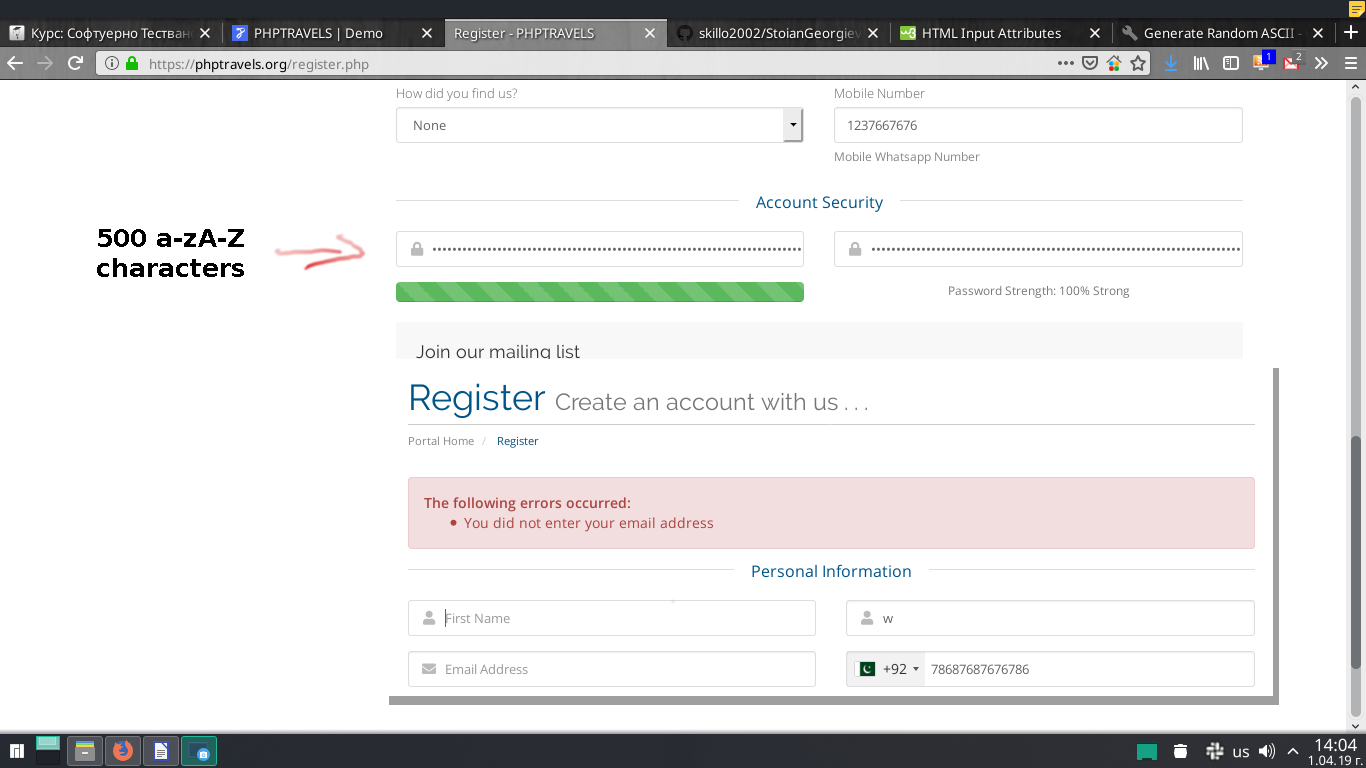 Курс: Софтуерно Тестван
PHPTRAVELS | Demo
Register - PHPTRAVELS
skillo2002/StoianGeorgiev
HTML Input Attributes
Generate Random ASCII -
https://phptravels.org/register.php
1
2
How did you find us?
Mobile Number
None
1237667676
Mobile Whatsapp Number
Account Security
500 a-zA-Z
characters
Password Strength: 100% Strong
Join our mailing list
Register Create an account with us . . .
Portal Home / Register
The following errors occurred:
• You did not enter your email address
Personal Information
First Name
w
Email Address
+92 78687687676786
us
14:04
1.04.19 г.